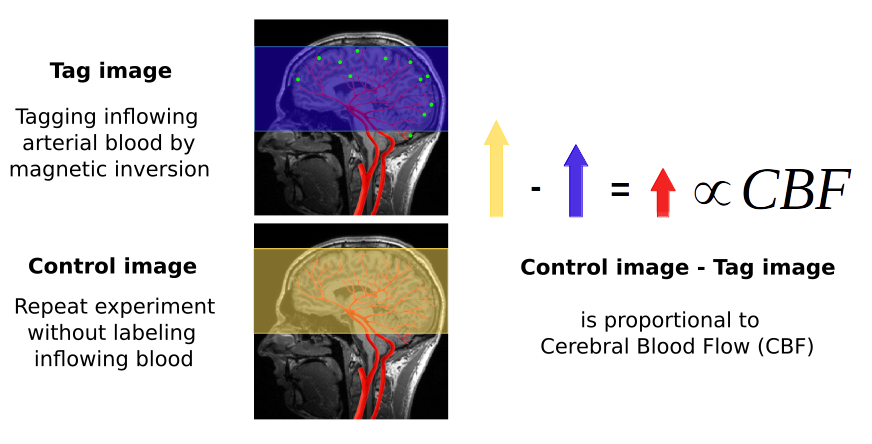 Tag image
Tagging inflowing
arterial blood by
magnetic inversion
Control image
Repeat experiment
without labeling
inflowing blood
- = ∝ CBF
Control image - Tag image
is proportional to
Cerebral Blood Flow (CBF)